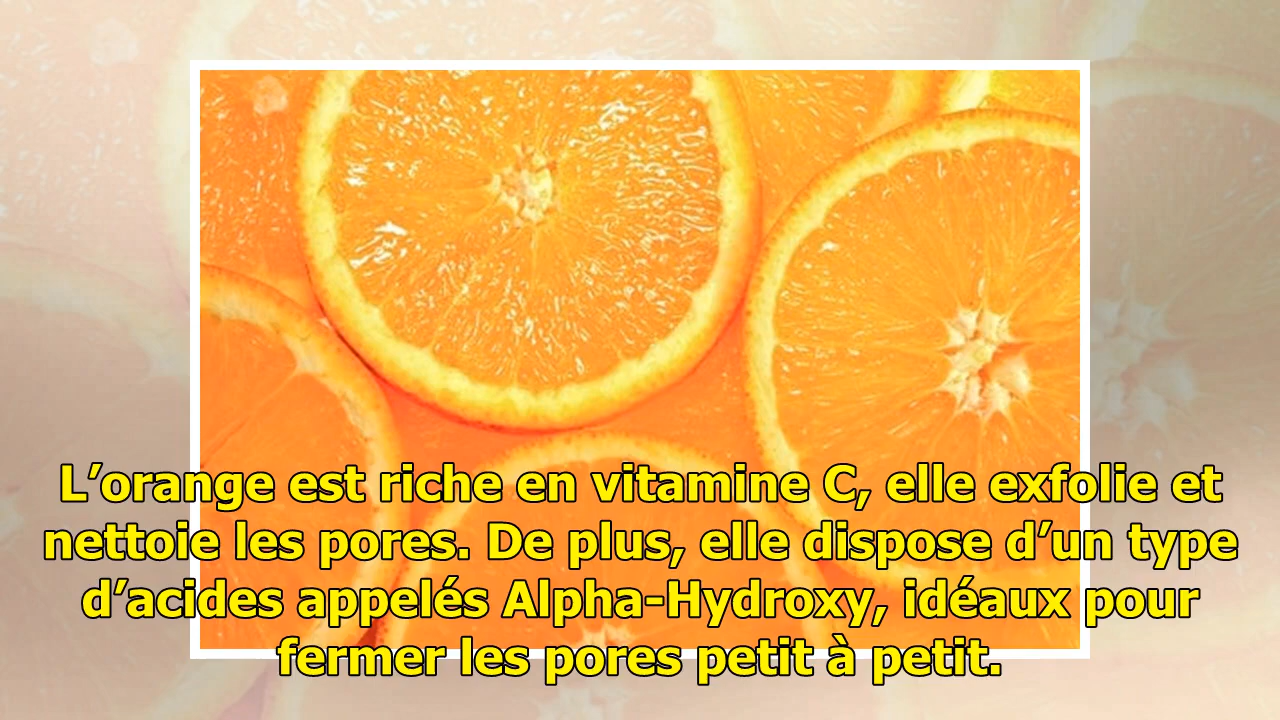 L’orange est riche en vitamine C, elle exfolie et
nettoie les pores. De plus, elle dispose d’un type
d’acides appelés Alpha-Hydroxy, idéaux pour
fermer les pores petit à petit.